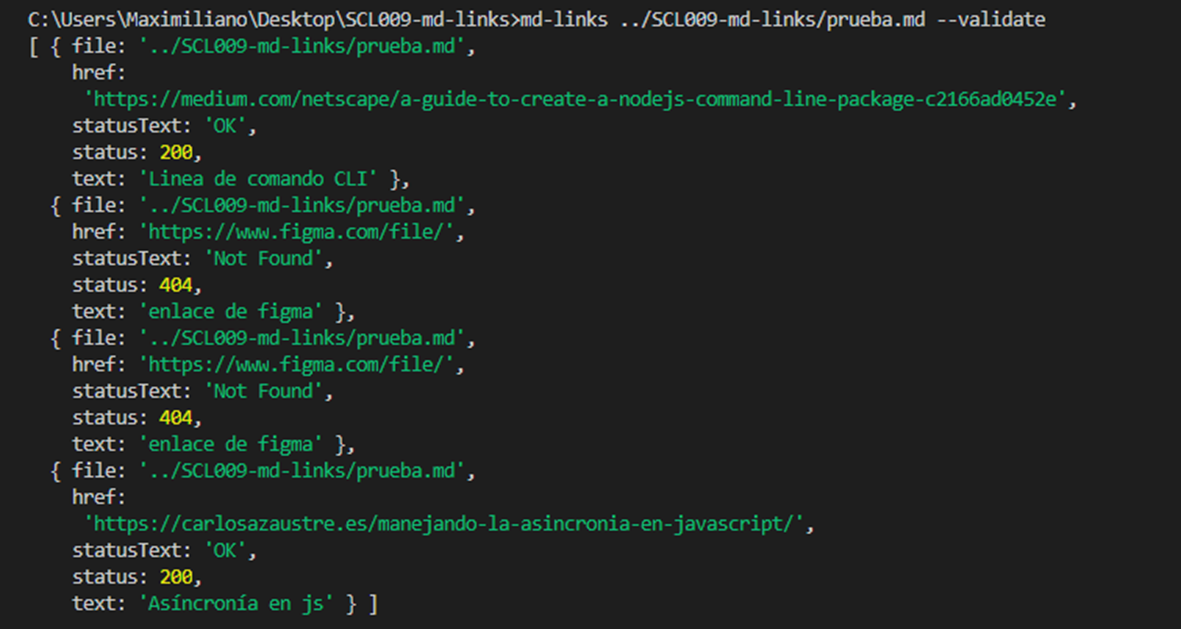 C:\Users\Maximiliano\Desktop\SCL009-md-links>md-links ../SCL009-md-links/prueba.md --validate
[ { file: '../SCL009-md-links/prueba.md',
href:
'https://medium.com/netscape/a-guide-to-create-a-nodejs-command-line-package-c2166ad0452e',
statusText: 'OK',
status: 200,
text: 'Linea de comando CLI' },
{ file: '../SCL009-md-links/prueba.md',
href: 'https://www.figma.com/file/',
statusText: 'Not Found',
status: 404,
text: 'enlace de figma' },
{ file: '../SCL009-md-links/prueba.md',
href: 'https://www.figma.com/file/',
statusText: 'Not Found',
status: 404,
text: 'enlace de figma' },
{ file: '../SCL009-md-links/prueba.md',
href:
'https://carlosazaustre.es/manejando-la-asincronia-en-javascript/',
statusText: 'OK',
status: 200,
text: 'Asíncronía en js' } ]